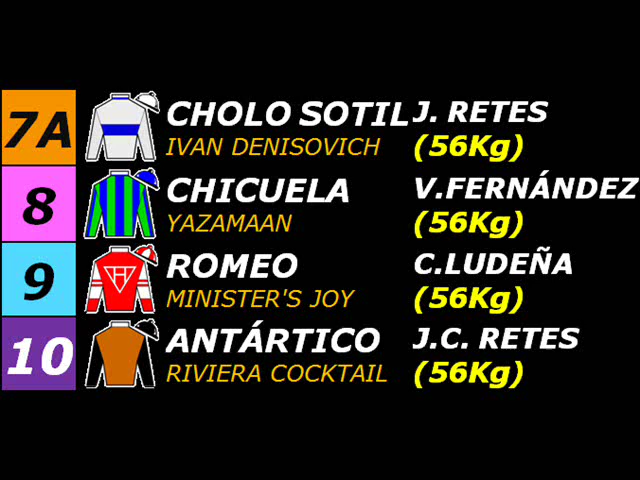 7A CHOLO SOTIL J. RETES
IVAN DENISOVICH (56Kg)
8 CHICUELA V.FERNÁNDEZ
YAZAMAAN (56Kg)
9 ROMEO C.LUDEÑA
MINISTER'S JOY (56Kg)
10 ANTÁRTICO J.C. RETES
RIVIERA COCKTAIL (56Kg)